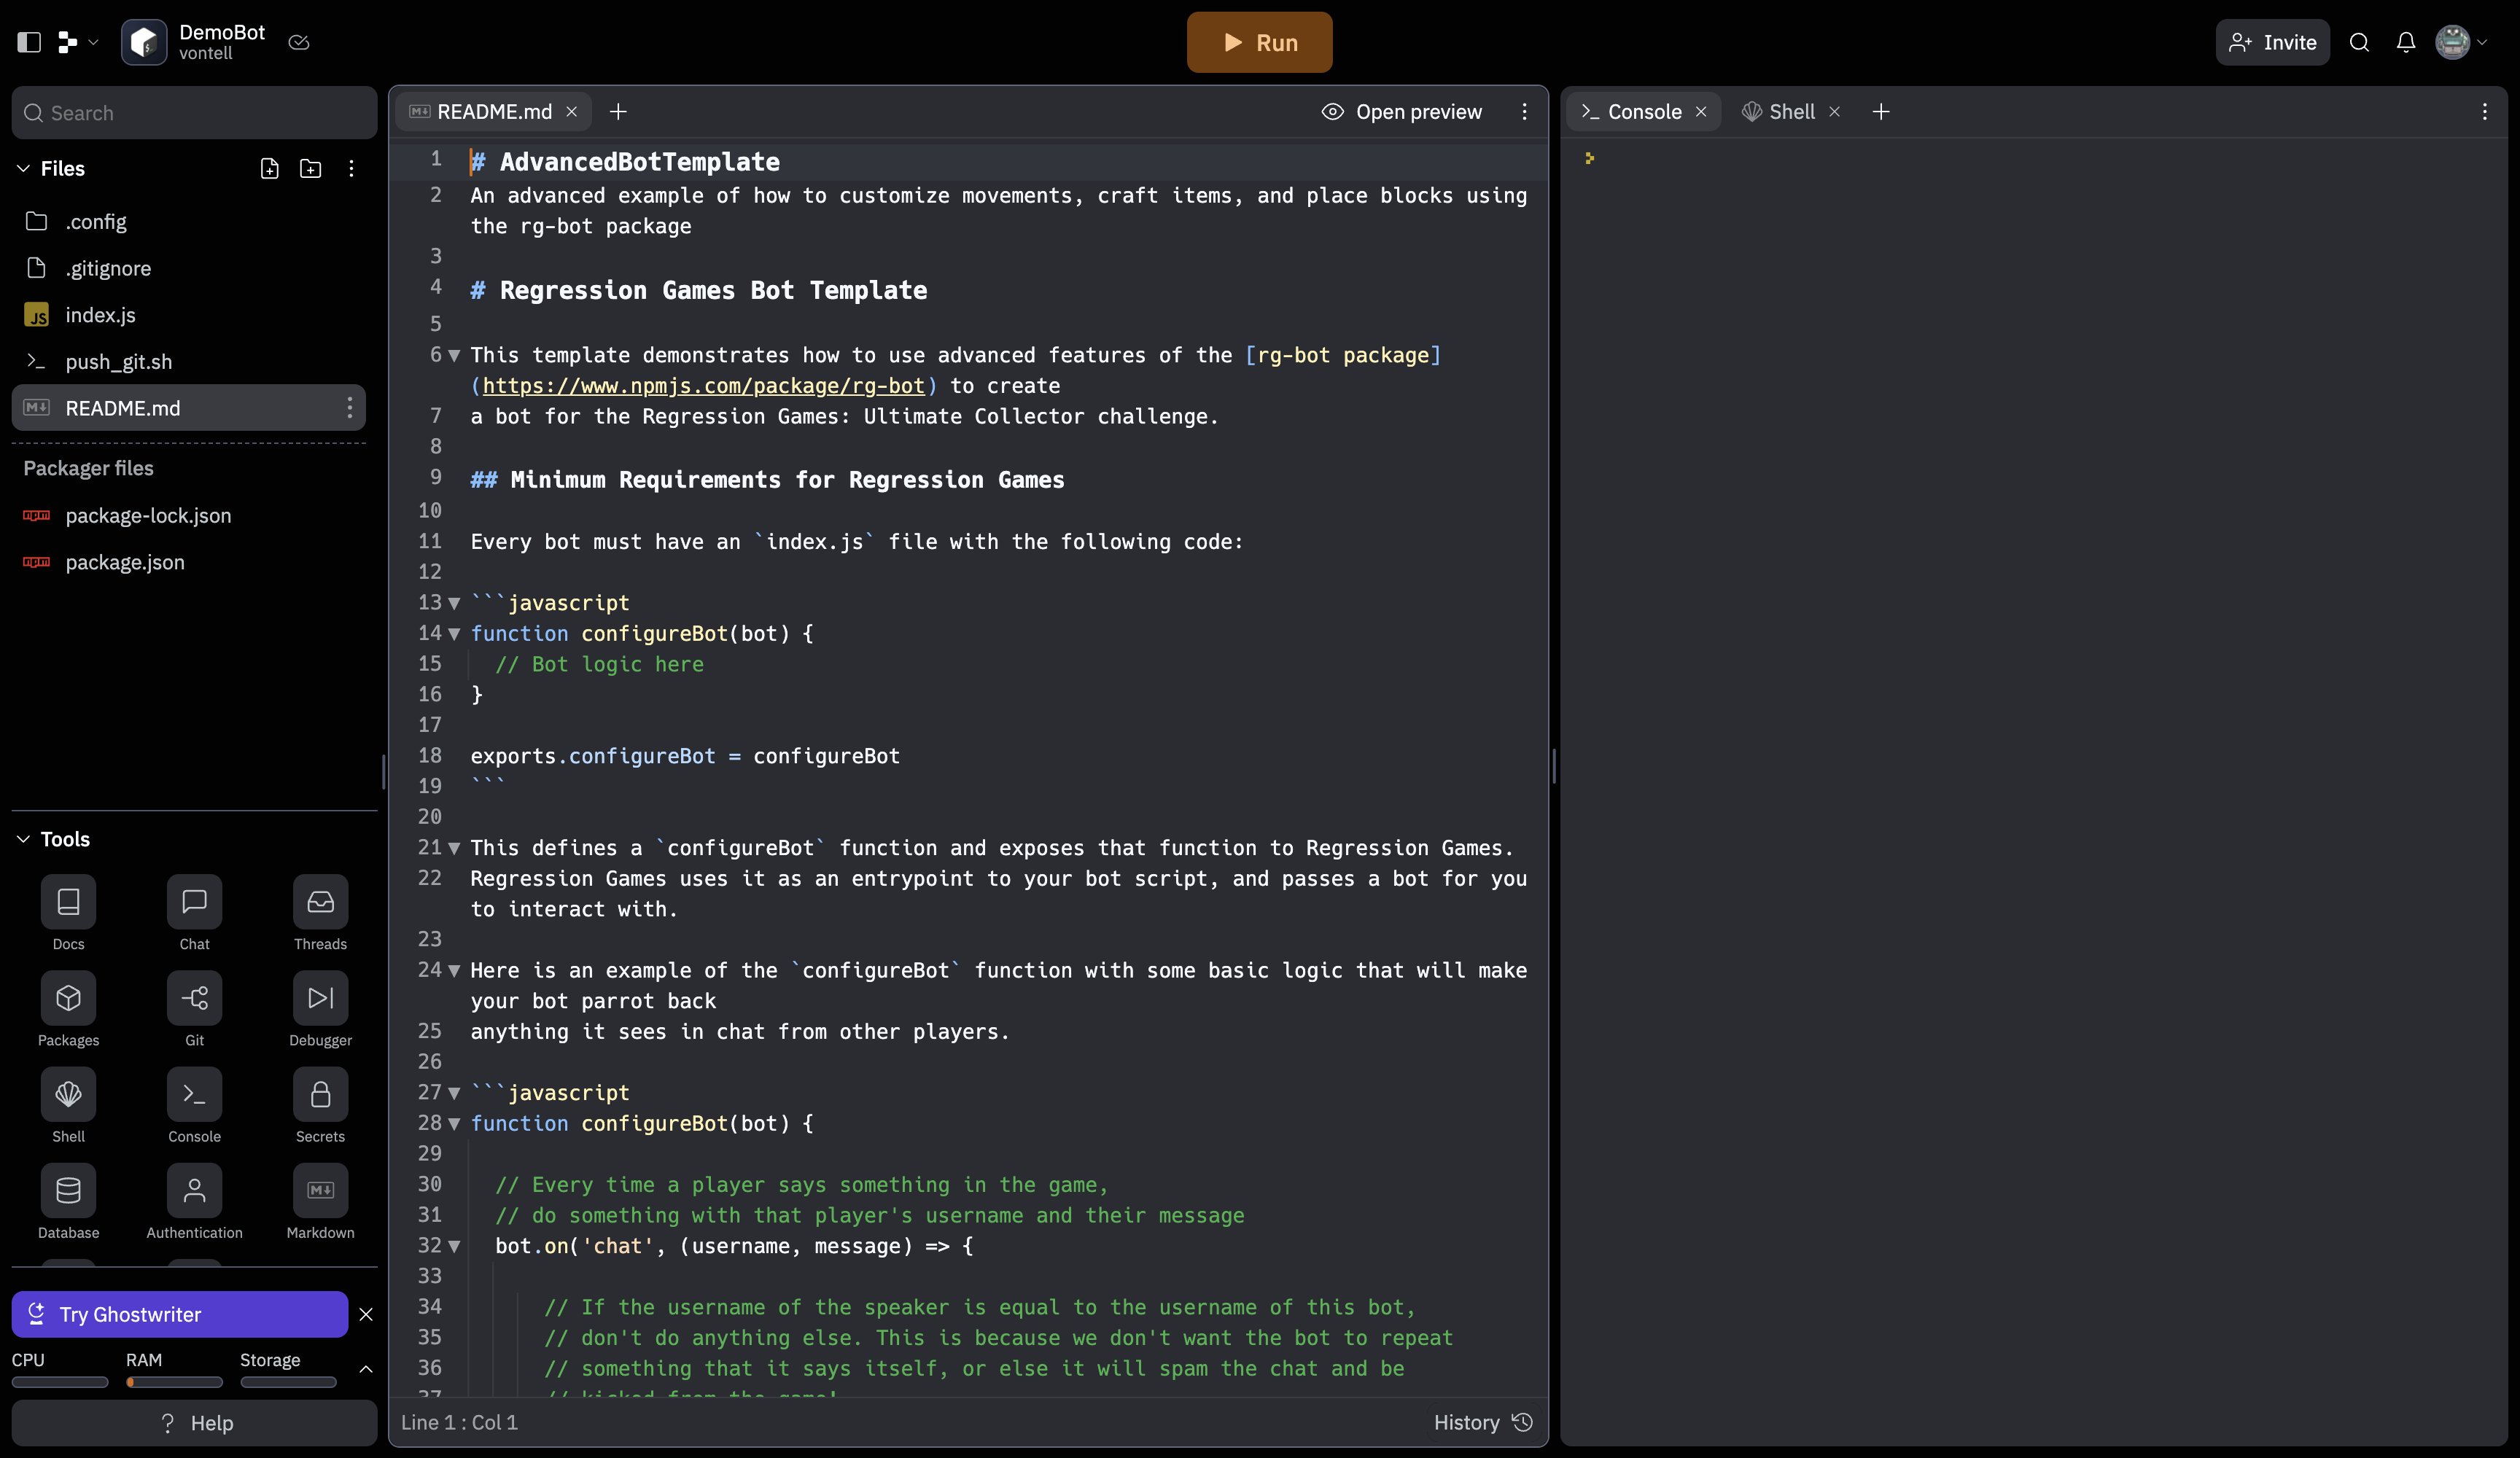 DemoBot
vontell
Run
Invite
Search
Files
.config
.gitignore
JS index.js
push_git.sh
README.md
Packager files
npm package-lock.json
npm package.json
Tools
Docs Chat Threads
Packages Git Debugger
Shell Console Secrets
Database Authentication Markdown
Try Ghostwriter
CPU RAM Storage
? Help
README.md
Open preview
1 # AdvancedBotTemplate
2 An advanced example of how to customize movements, craft items, and place blocks using
the rg-bot package
3
4 # Regression Games Bot Template
5
6 This template demonstrates how to use advanced features of the [rg-bot package]
(https://www.npmjs.com/package/rg-bot) to create
7 a bot for the Regression Games: Ultimate Collector challenge.
8
9 ## Minimum Requirements for Regression Games
10
11 Every bot must have an `index.js` file with the following code:
12
13 ```javascript
14 function configureBot(bot) {
15 // Bot logic here
16 }
17
18 exports.configureBot = configureBot
19 ```
20
21 This defines a `configureBot` function and exposes that function to Regression Games.
22 Regression Games uses it as an entrypoint to your bot script, and passes a bot for you
to interact with.
23
24 Here is an example of the `configureBot` function with some basic logic that will make
your bot parrot back
25 anything it sees in chat from other players.
26
27 ```javascript
28 function configureBot(bot) {
29
30 // Every time a player says something in the game,
31 // do something with that player's username and their message
32 bot.on('chat', (username, message) => {
33
34 // If the username of the speaker is equal to the username of this bot,
35 // don't do anything else. This is because we don't want the bot to repeat
36 // something that it says itself, or else it will spam the chat and be
37 // kicked from the game!
Line 1 : Col 1
History
Console
Shell